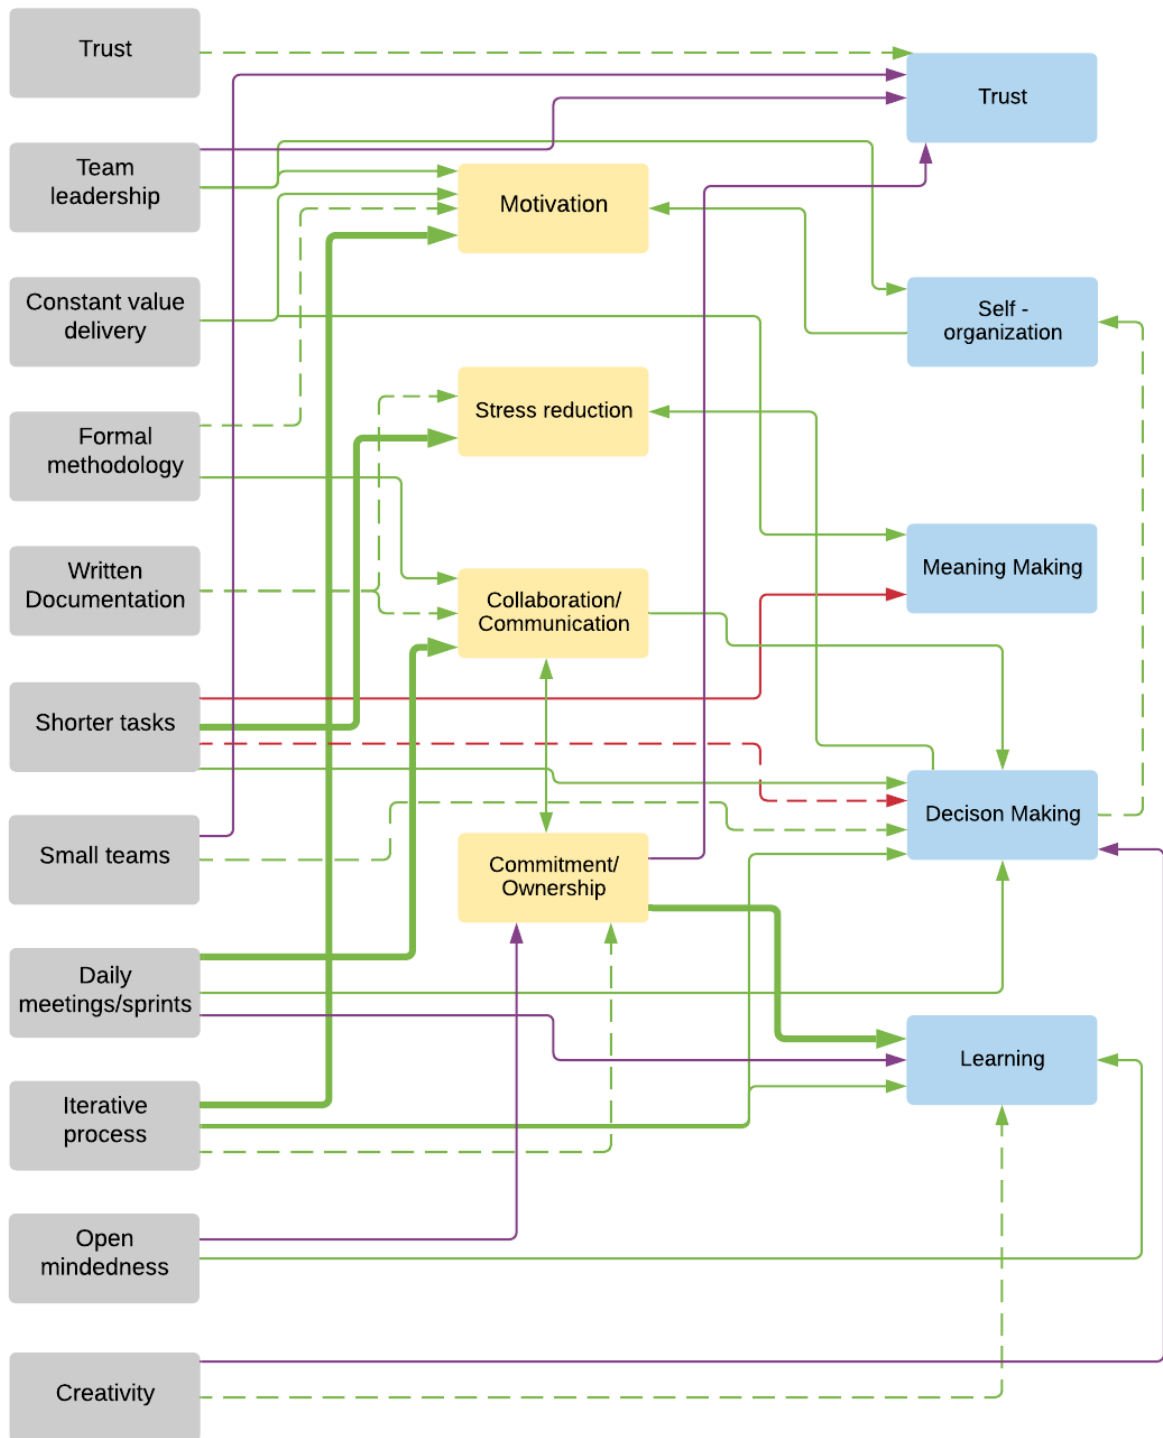 Trust
Trust
Team
leadership
Motivation
Constant value
delivery
Self -
organization
Stress reduction
Formal
methodology
Written
Documentation
Meaning Making
Collaboration/
Communication
Shorter tasks
Decison Making
Small teams
Commitment/
Ownership
Daily
meetings/sprints
Learning
Iterative
process
Open
mindedness
Creativity